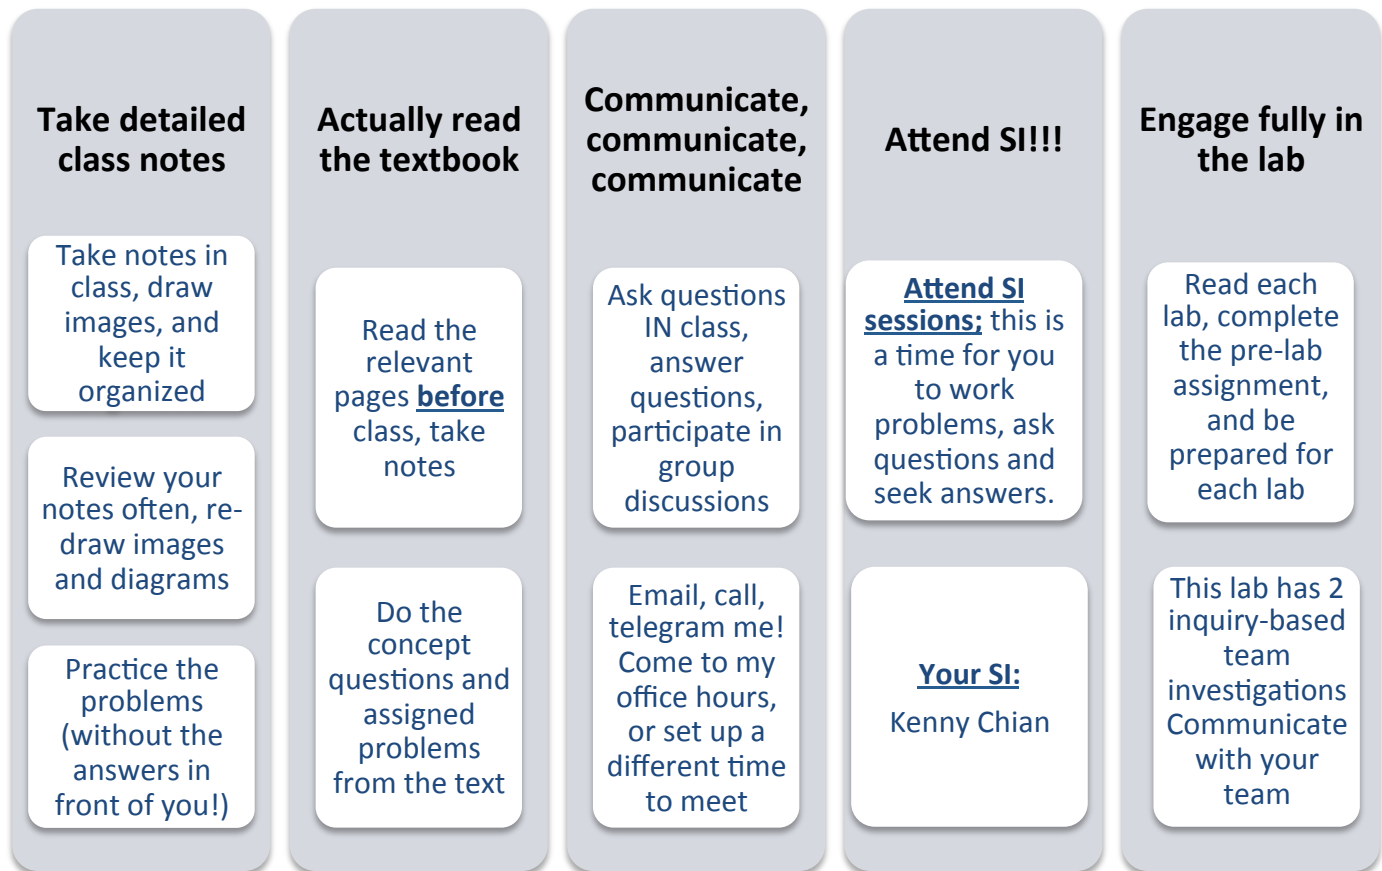 Take detailed
class notes
Take notes in
class, draw
images, and
keep it
organized
Review your
notes often, re-
draw images
and diagrams
Practice the
problems
(without the
answers in
front of you!)
Actually read
the textbook
Read the
relevant
pages before
class, take
notes
Do the
concept
questions and
assigned
problems
from the text
Communicate,
communicate,
communicate
Ask questions
IN class,
answer
questions,
participate in
group
discussions
Email, call,
telegram me!
Come to my
office hours,
or set up a
different time
to meet
Attend SI!!!
Attend SI
sessions; this is
a time for you
to work
problems, ask
questions and
seek answers.
Your SI:
Kenny Chian
Engage fully in
the lab
Read each
lab, complete
the pre-lab
assignment,
and be
prepared for
each lab
This lab has 2
inquiry-based
team
investigations
Communicate
with your
team